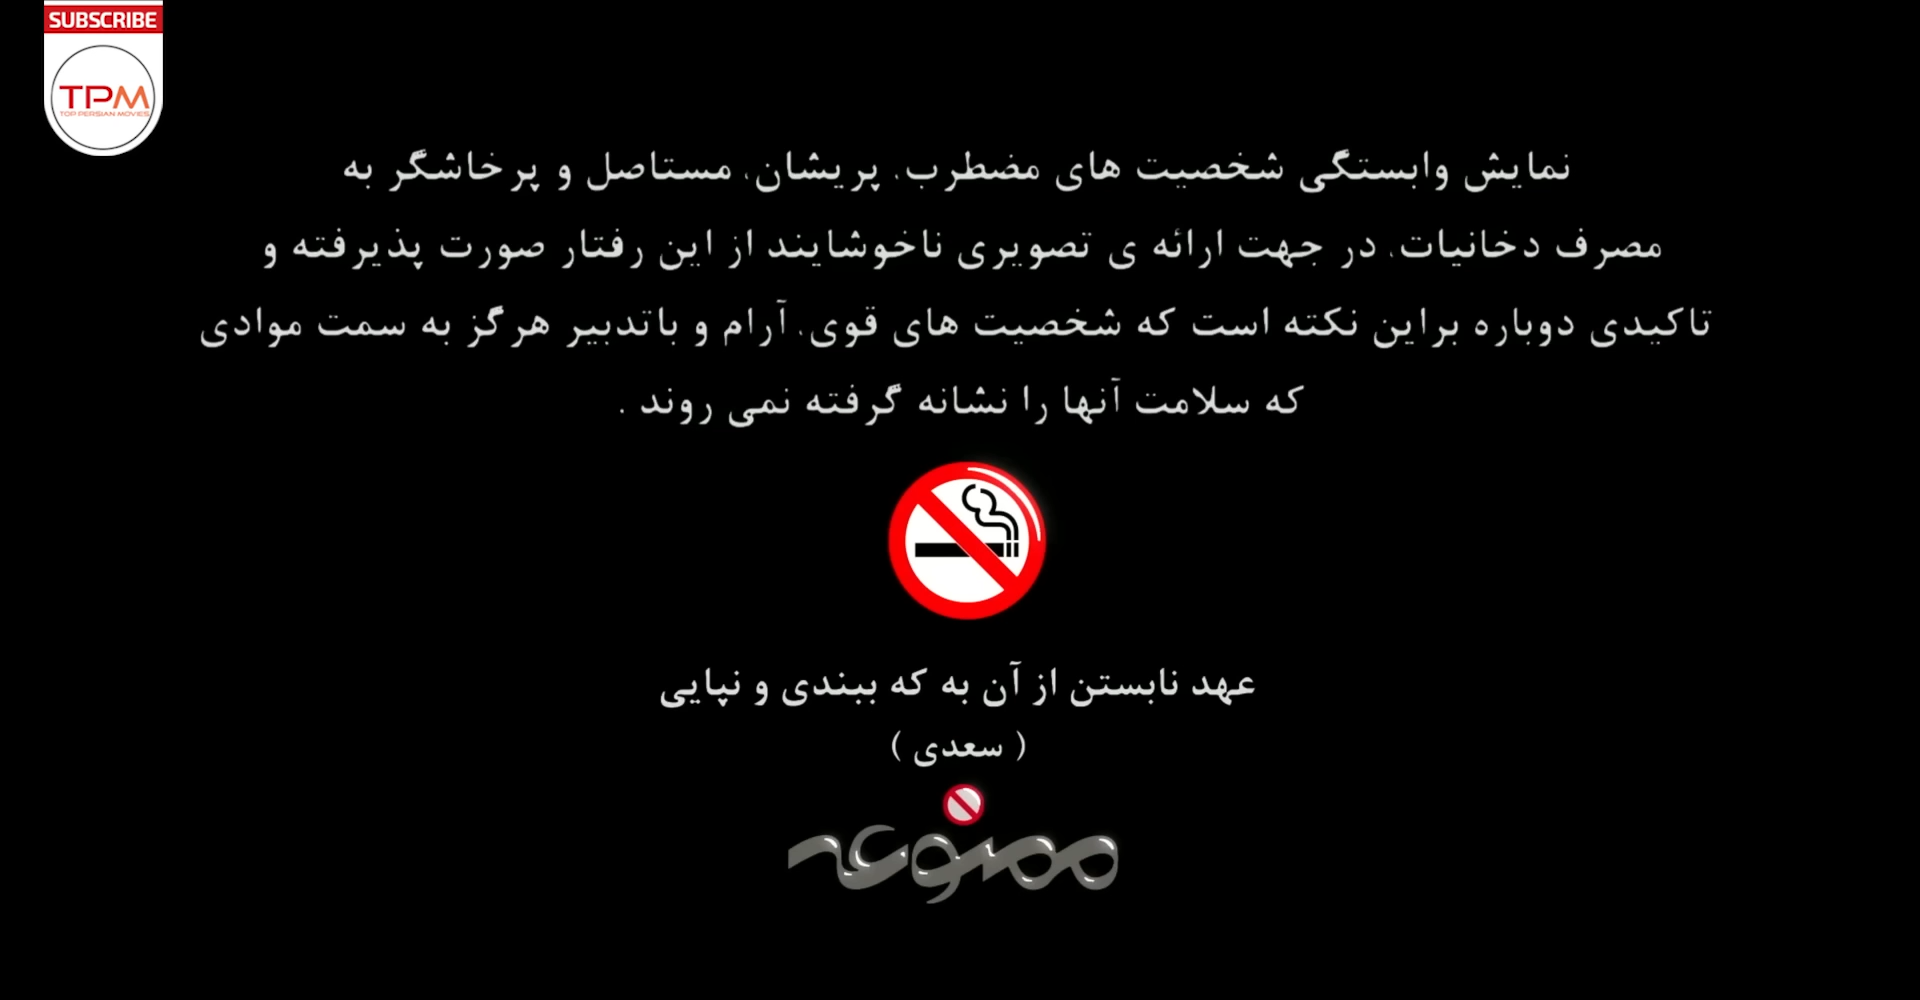 SUBSCRIBE
TPM
TOP PERSIAN MOVIES
نمایش وابستگی شخصیت های مضطرب، پریشان، مستاصل و پرخاشگر به
مصرف دخانیات، در جهت ارائه ی تصویری ناخوشایند از این رفتار صورت پذیرفته و
تاکیدی دوباره براین نکته است که شخصیت های قوی، آرام و باتدبیر هرگز به سمت موادی
که سلامت آنها را نشانه گرفته نمی روند .
عهد نابستن از آن به که ببندی و نپایی
( سعدی )
ممنوعه